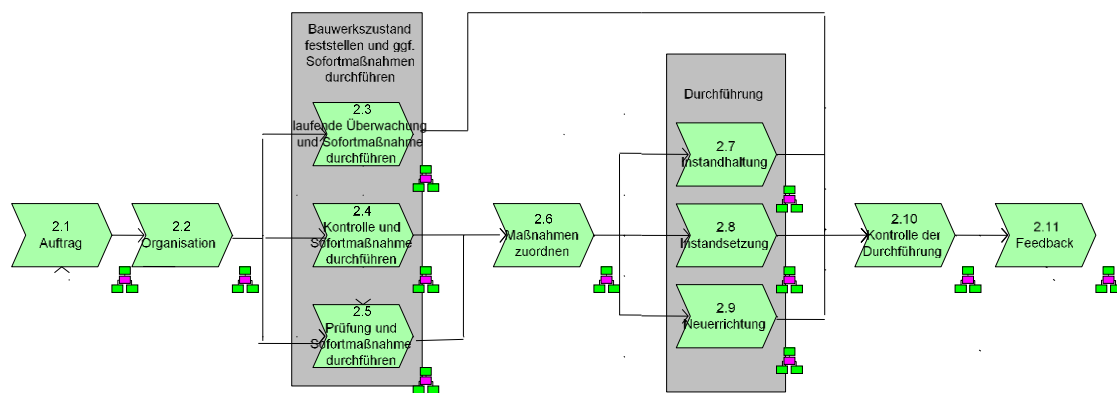 2.1
Auftrag
2.2
Organisation
Bauwerkszustand
feststellen und ggf.
Sofortmaßnahmen
durchführen
2.3
laufende Überwachung
und Sofortmaßnahme
durchführen
2.4
Kontrolle und
Sofortmaßnahme
durchführen
2.5
Prüfung und
Sofortmaßnahme
durchführen
2.6
Maßnahmen
zuordnen
Durchführung
2.7
Instandhaltung
2.8
Instandsetzung
2.9
Neuerrichtung
2.10
Kontrolle der
Durchführung
2.11
Feedback